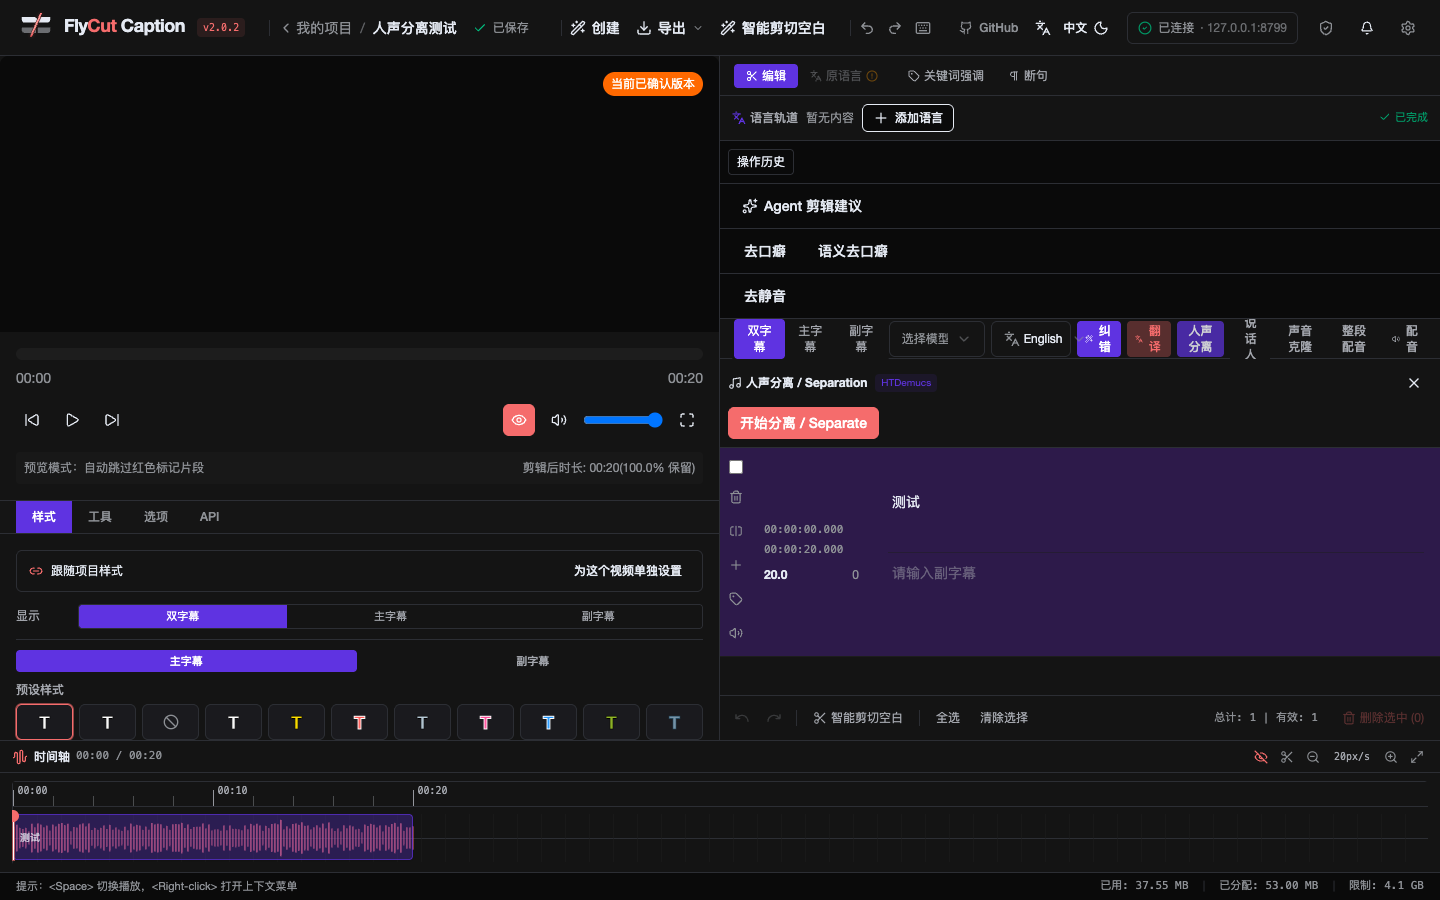 FlyCut Caption v2.0.2 我的项目 / 人声分离测试 已保存 创建 导出 智能剪切空白 GitHub 中文 已连接 · 127.0.0.1:8799
当前已确认版本
00:00 00:20
预览模式：自动跳过红色标记片段 剪辑后时长: 00:20(100.0% 保留)
样式 工具 选项 API
跟随项目样式 为这个视频单独设置
显示 双字幕 主字幕 副字幕
主字幕 副字幕
预设样式
T T T T T T T T T T
编辑 原语言 关键词强调 断句
语言轨道 暂无内容 添加语言 已完成
操作历史
Agent 剪辑建议
去口癖 语义去口癖
去静音
双字幕 主字幕 副字幕 选择模型 English 纠错 翻译 人声分离 说话人 声音克隆 整段配音 配音
人声分离 / Separation HTDemucs
开始分离 / Separate
测试
00:00:00.000
00:00:20.000
20.0 0 请输入副字幕
智能剪切空白 全选 清除选择 总计: 1 | 有效: 1 删除选中 (0)
时间轴 00:00 / 00:20 20px/s
00:00 00:10 00:20
测试
提示：<Space> 切换播放，<Right-click> 打开上下文菜单 已用: 37.55 MB 已分配: 53.00 MB 限制: 4.1 GB